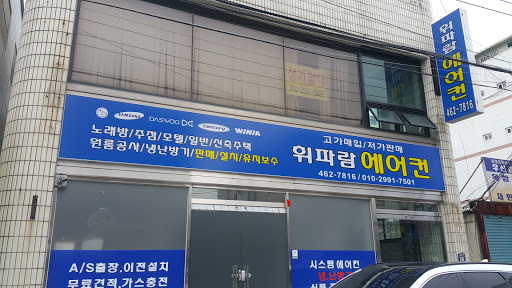 휘파람 에어컨
462-7816
SAMSUNG DAEWOO CARRIER WINIA
노래방/주점/모텔/일반/신축주택
원룸공사/냉난방기/판매/설치/유지보수
고가매입/저가판매
휘파람 에어컨
462-7816 / 010-2991-7501
A/S출장.이전설치
무료견적.가스충전
시스템에어컨